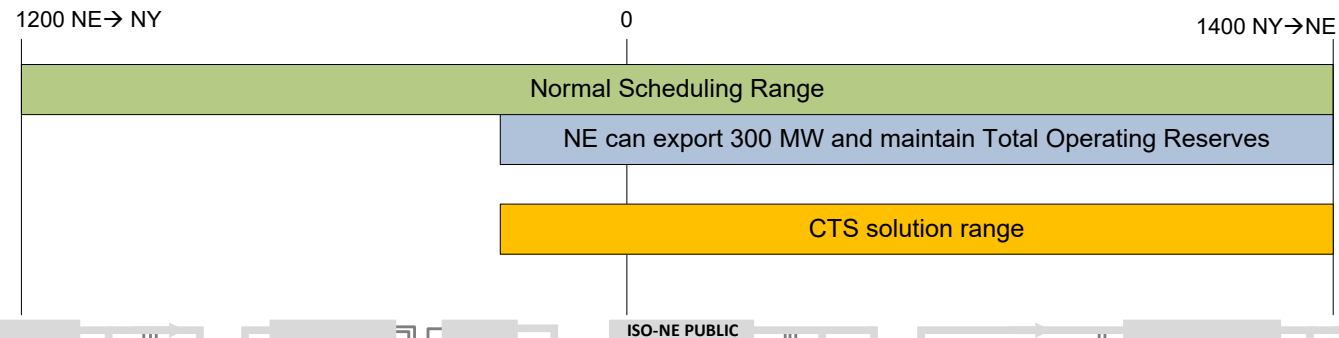 1200 NE→ NY
0
1400 NY→NE
Normal Scheduling Range
NE can export 300 MW and maintain Total Operating Reserves
CTS solution range
ISO-NE PUBLIC